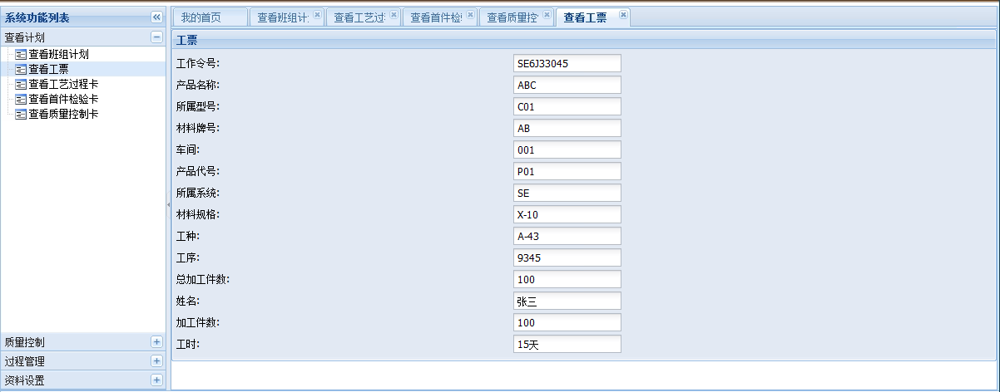 系统功能列表
查看计划
查看班组计划
查看工票
查看工艺过程卡
查看首件检验卡
查看质量控制卡
质量控制
过程管理
资料设置
我的首页 查看班组计 查看工艺过 查看首件检 查看质量控 查看工票
工票
工作令号: SE6J33045
产品名称: ABC
所属型号: C01
材料牌号: AB
车间: 001
产品代号: P01
所属系统: SE
材料规格: X-10
工种: A-43
工序: 9345
总加工件数: 100
姓名: 张三
加工件数: 100
工时: 15天